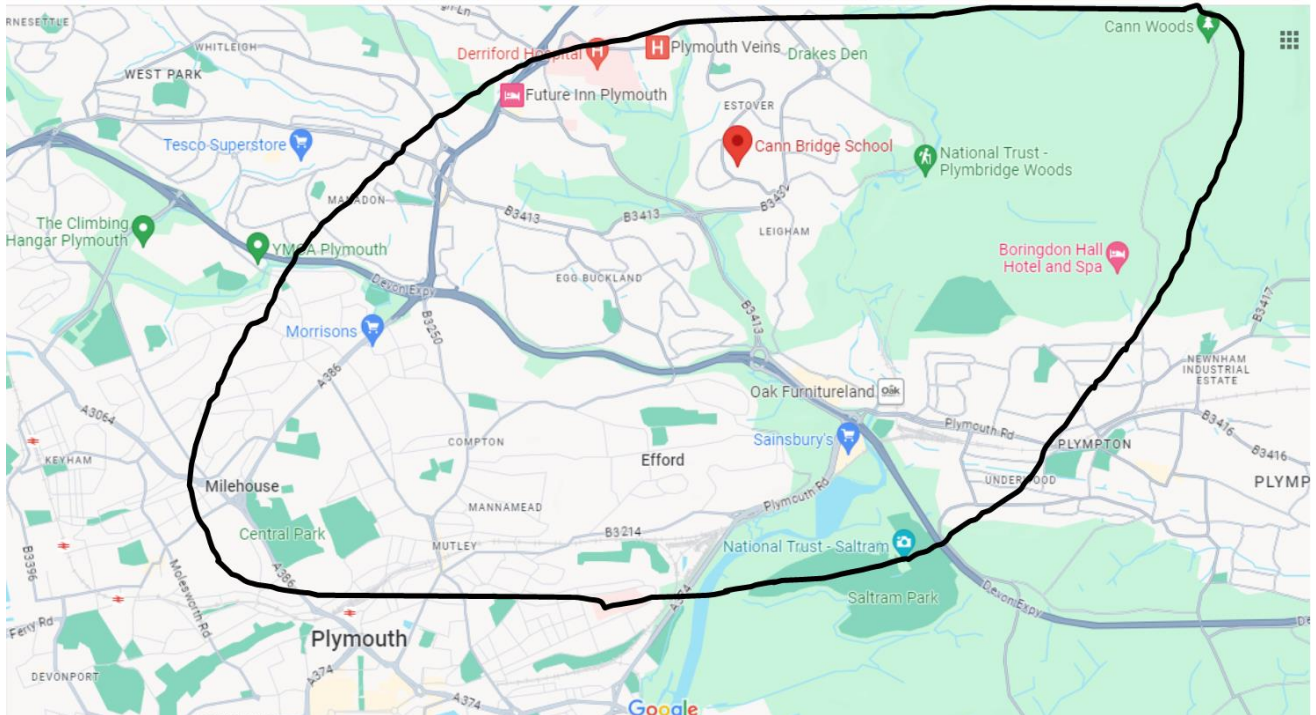 RNESETTLE
WHITLEIGH
WEST PARK
Derriford Hospital
H
H
Plymouth Veins
Drakes Den
Cann Woods
Future Inn Plymouth
ESTOVER
Tesco Superstore
Cann Bridge School
National Trust -
Plymbridge Woods
MANADON
B3432
B3413
B3413
The Climbing
Hangar Plymouth
YMCA Plymouth
LEIGHAM
Boringdon Hall
Hotel and Spa
EGG BUCKLAND
Devon Expy
B3417
B3413
Morrisons
B3250
A386
NEWNHAM
INDUSTRIAL
ESTATE
Oak Furnitureland
Oak
A3064
Plymouth Rd
B3416
Sainsbury's
COMPTON
PLYMPTON
B3416
KEYHAM
Efford
Milehouse
UNDERWOOD
PLYMP
Plymouth Rd
MANNAMEAD
Central Park
B3214
MUTLEY
National Trust - Saltram
B3396
A386
Molesworth Rd
A374
Saltram Park
Devon Expy
De
Ferry Rd
Plymouth
DEVONPORT
A374
A374
Google